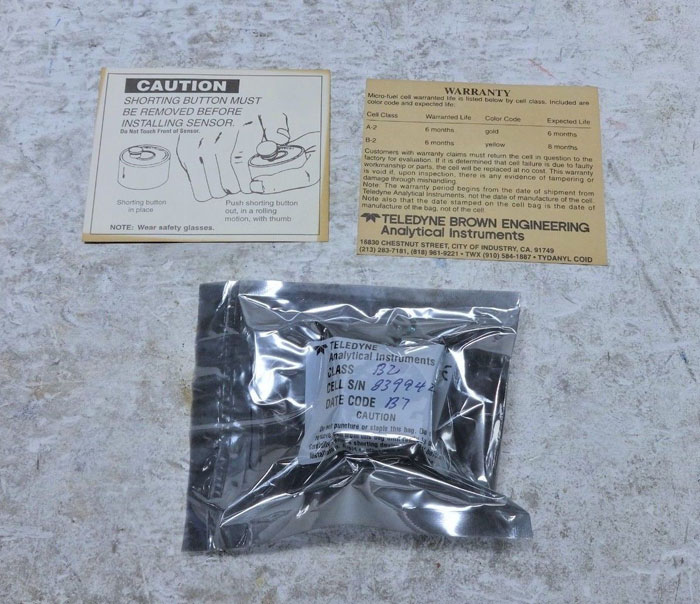 CAUTION
SHORTING BUTTON MUST
BE REMOVED BEFORE
INSTALLING SENSOR.
Do Not Touch Front of Sensor.
Shorting button
in place
Push shorting button
out, in a rolling
motion, with thumb
NOTE: Wear safety glasses.
WARRANTY
Micro-fuel cell warranted life is listed below by cell class. Included are
color code and expected life:
Cell Class Warranted Life Color Code Expected Life
A-2 6 months gold 6 months
B-2 6 months yellow 8 months
Customers with warranty claims must return the cell in question to the
factory for evaluation. If it is determined that cell failure is due to faulty
workmanship or parts, the cell will be replaced at no cost. This warranty
is void if, upon inspection, there is any evidence of tampering or
damage through mishandling.
Note: The warranty period begins from the date of shipment from
Teledyne Analytical Instruments, not the date of manufacture of the cell.
Note also that the date stamped on cell bag is the date of
manufacture of the bag, not of the cell.
TELEDYNE BROWN ENGINEERING
Analytical Instruments
16830 CHESTNUT STREET, CITY OF INDUSTRY, CA. 91749
(213) 283-7181, (818) 961-9221 • TWX (910) 584-1887 • TYDANYL COID
TELEDYNE
Analytical Instruments
CLASS B2
CELL S/N 83994
DATE CODE B7
CAUTION
Do not puncture or staple this bag. Do